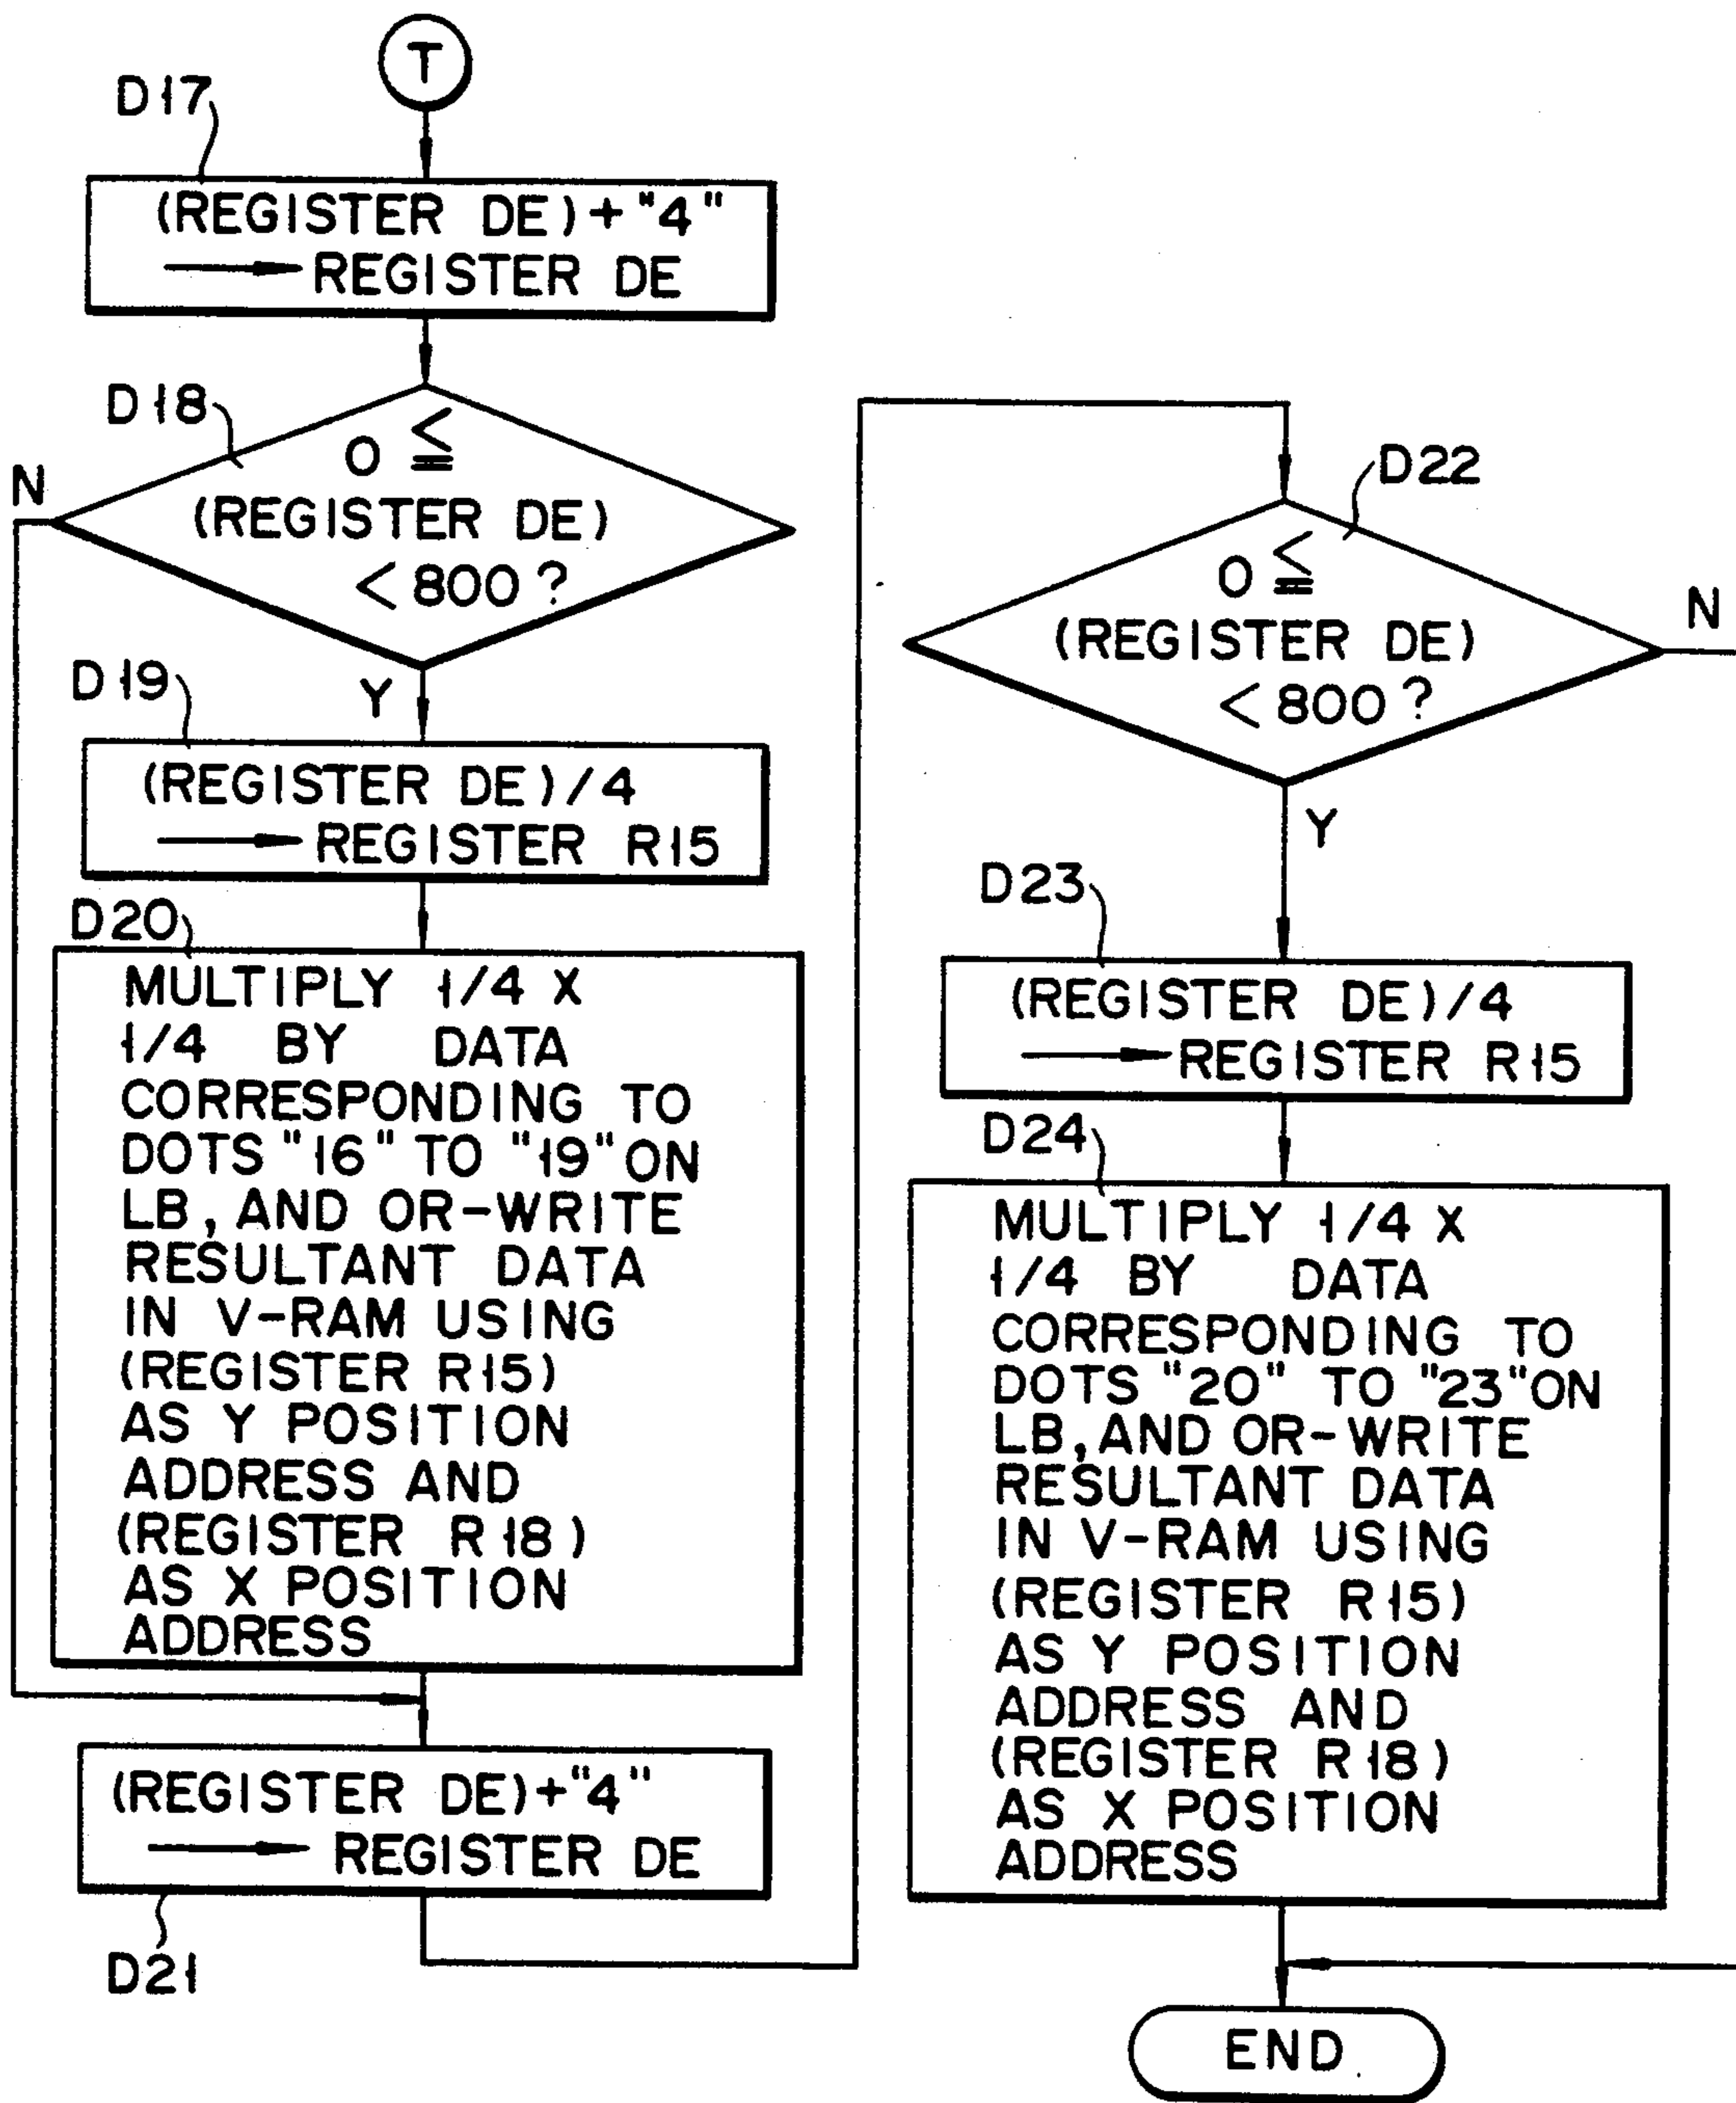 T
D17
(REGISTER DE)+"4"
REGISTER DE
D18
0 ≦
(REGISTER DE)
< 800 ?
N
Y
D19
(REGISTER DE)/4
REGISTER R15
D20
MULTIPLY 1/4 X
1/4 BY DATA
CORRESPONDING TO
DOTS "16" TO "19" ON
LB, AND OR-WRITE
RESULTANT DATA
IN V-RAM USING
(REGISTER R15)
AS Y POSITION
ADDRESS AND
(REGISTER R18)
AS X POSITION
ADDRESS
(REGISTER DE)+"4"
REGISTER DE
D21
D22
0 ≦
(REGISTER DE)
< 800 ?
N
Y
D23
(REGISTER DE)/4
REGISTER R15
D24
MULTIPLY 1/4 X
1/4 BY DATA
CORRESPONDING TO
DOTS "20" TO "23" ON
LB, AND OR-WRITE
RESULTANT DATA
IN V-RAM USING
(REGISTER R15)
AS Y POSITION
ADDRESS AND
(REGISTER R18)
AS X POSITION
ADDRESS
END